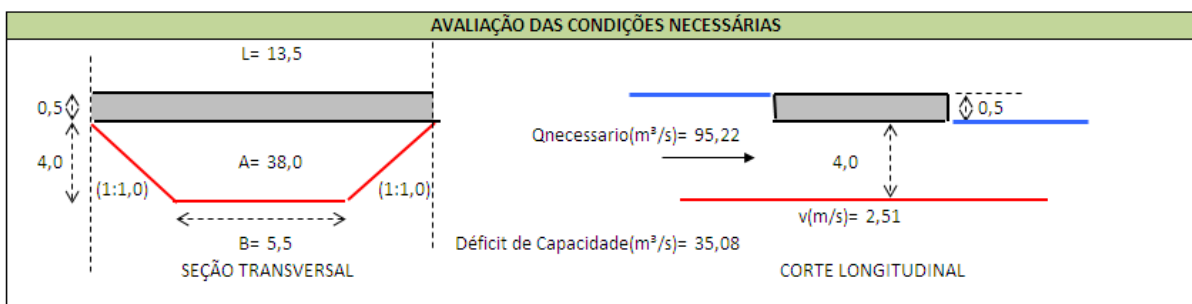 AVALIAÇÃO DAS CONDIÇÕES NECESSÁRIAS
L= 13,5
0,5
4,0
A= 38,0
(1:1,0)
(1:1,0)
B= 5,5
SEÇÃO TRANSVERSAL
0,5
Qnecessario(m³/s)= 95,22
4,0
v(m/s)= 2,51
Déficit de Capacidade(m³/s)= 35,08
CORTE LONGITUDINAL